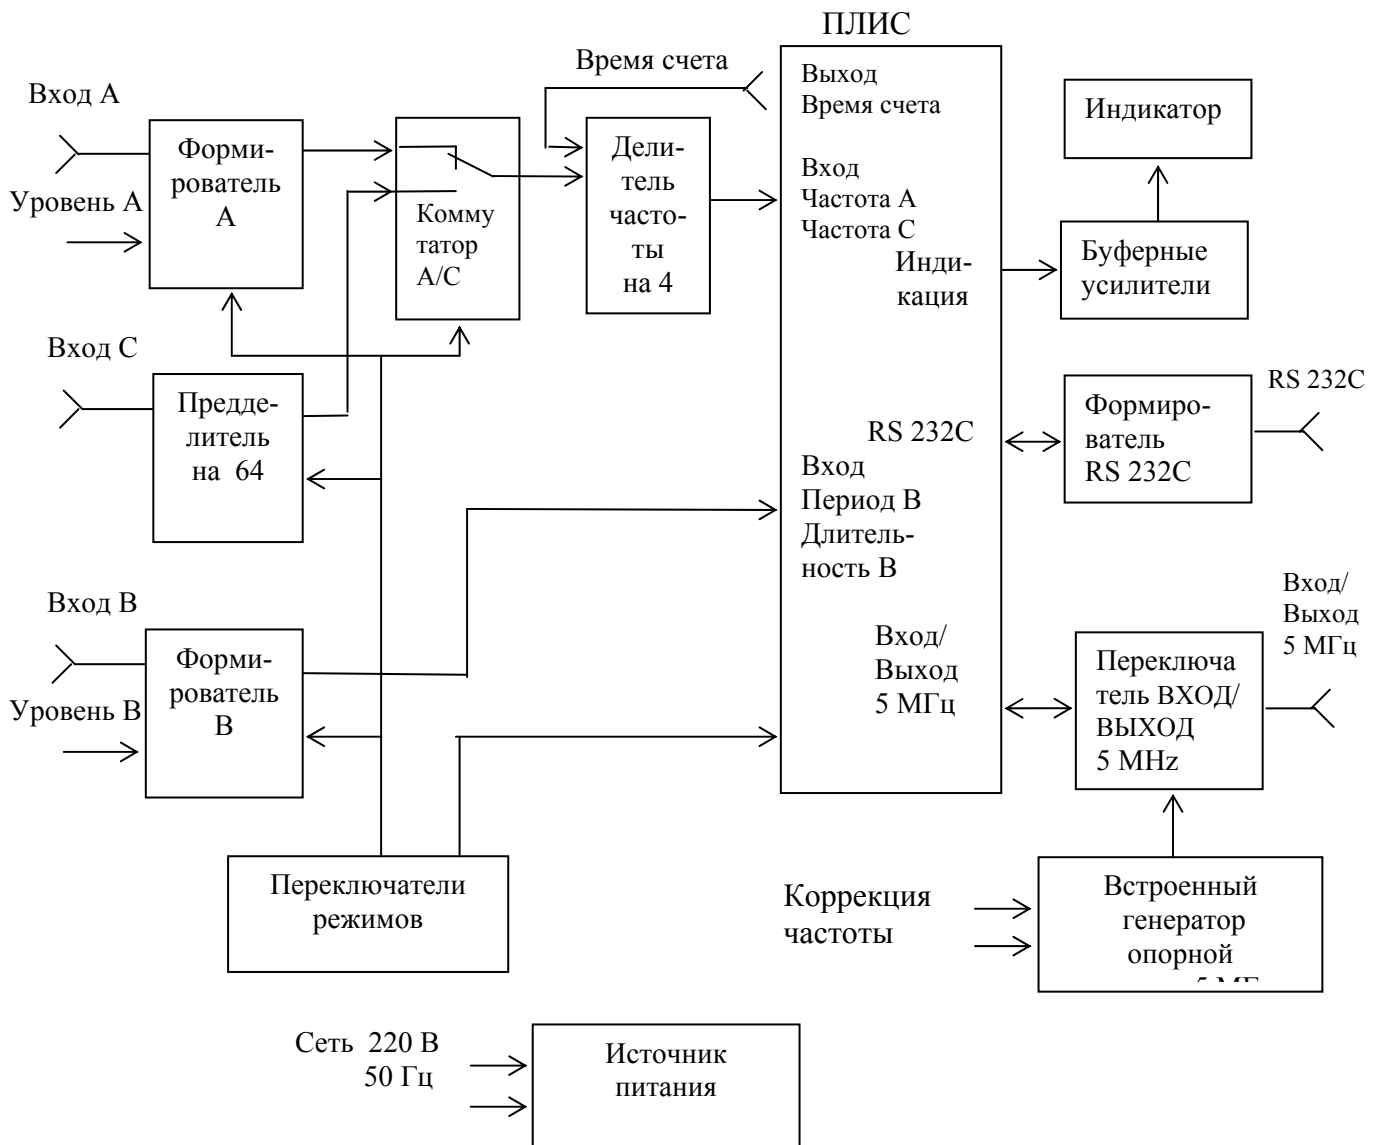 ПЛИС
Время счета
Вход А
Уровень А
Форми-
рователь
А
Комму
татор
А/С
Дели-
тель
часто-
ты
на 4
Выход
Время счета
Вход
Частота А
Частота С
Инди-
кация
Индикатор
Буферные
усилители
Вход С
Предде-
литель
на 64
RS 232C
Вход
Период В
Длитель-
ность В
Формиро-
ватель
RS 232C
RS 232C
Вход В
Уровень В
Форми-
рователь
В
Вход/
Выход
5 МГц
Переключа
тель ВХОД/
ВЫХОД
5 MHz
Вход/
Выход
5 МГц
Переключатели
режимов
Коррекция
частоты
Встроенный
генератор
опорной
Сеть 220 В
50 Гц
Источник
питания